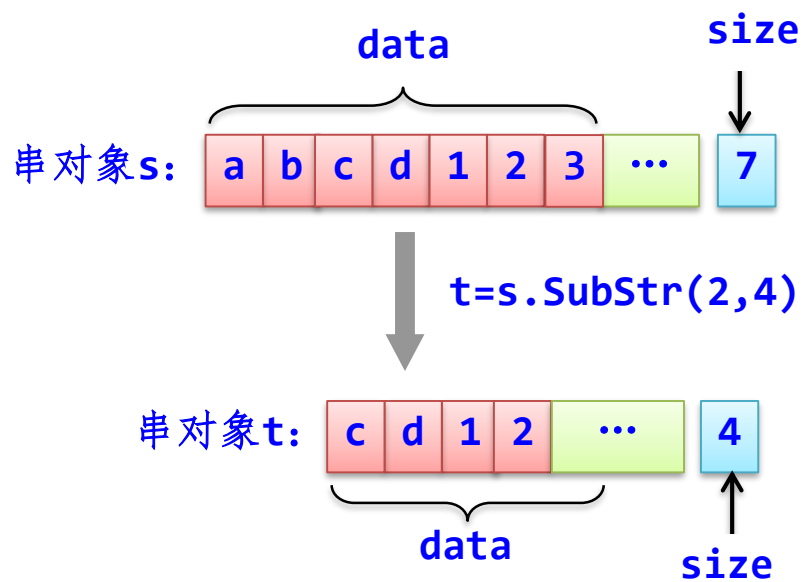 data
size
串对象s: a b c d 1 2 3 … 7
t=s.SubStr(2,4)
串对象t: c d 1 2 … 4
data
size